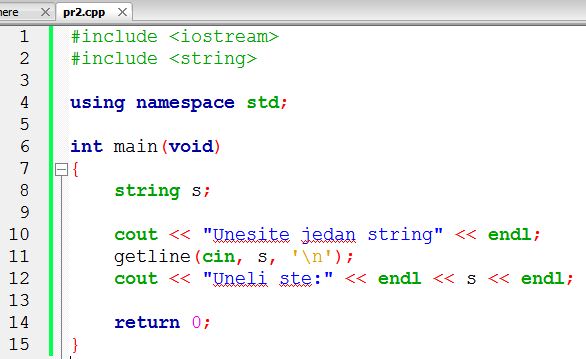 here pr2.cpp
1 #include <iostream>
2 #include <string>
3
4 using namespace std;
5
6 int main(void)
7 {
8 string s;
9
10 cout << "Unesite jedan string" << endl;
11 getline(cin, s, '\n');
12 cout << "Uneli ste:" << endl << s << endl;
13
14 return 0;
15 }